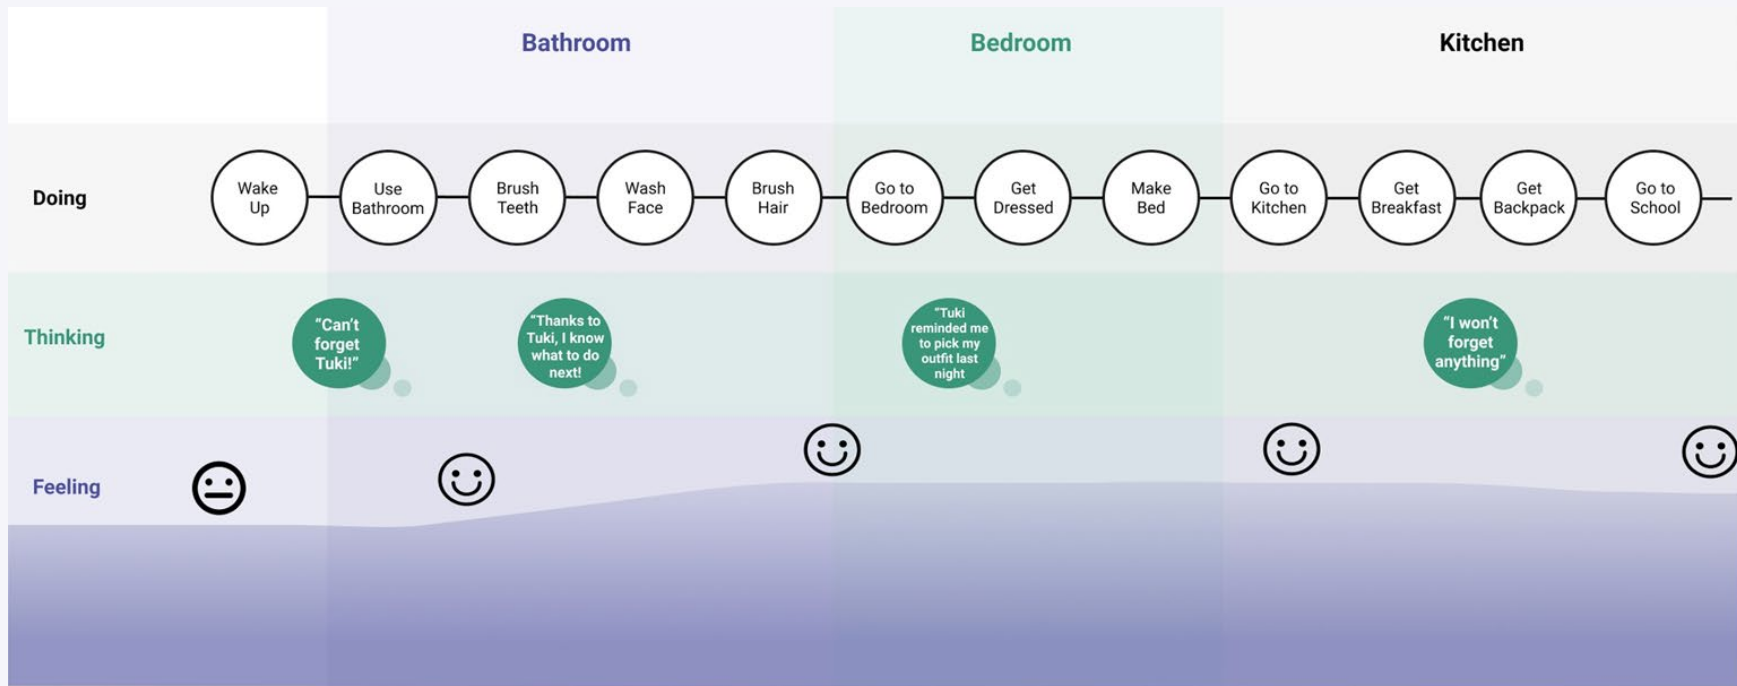 Bathroom
Bedroom
Kitchen
Doing
Wake
Up
Use
Bathroom
Brush
Teeth
Wash
Face
Brush
Hair
Go to
Bedroom
Get
Dressed
Make
Bed
Go to
Kitchen
Get
Breakfast
Get
Backpack
Go to
School
Thinking
“Can’t
forget
Tuki!”
“Thanks to
Tuki, I know
what to do
next!
“Tuki
reminded me
to pick my
outfit last
night
“I won’t
forget
anything”
Feeling